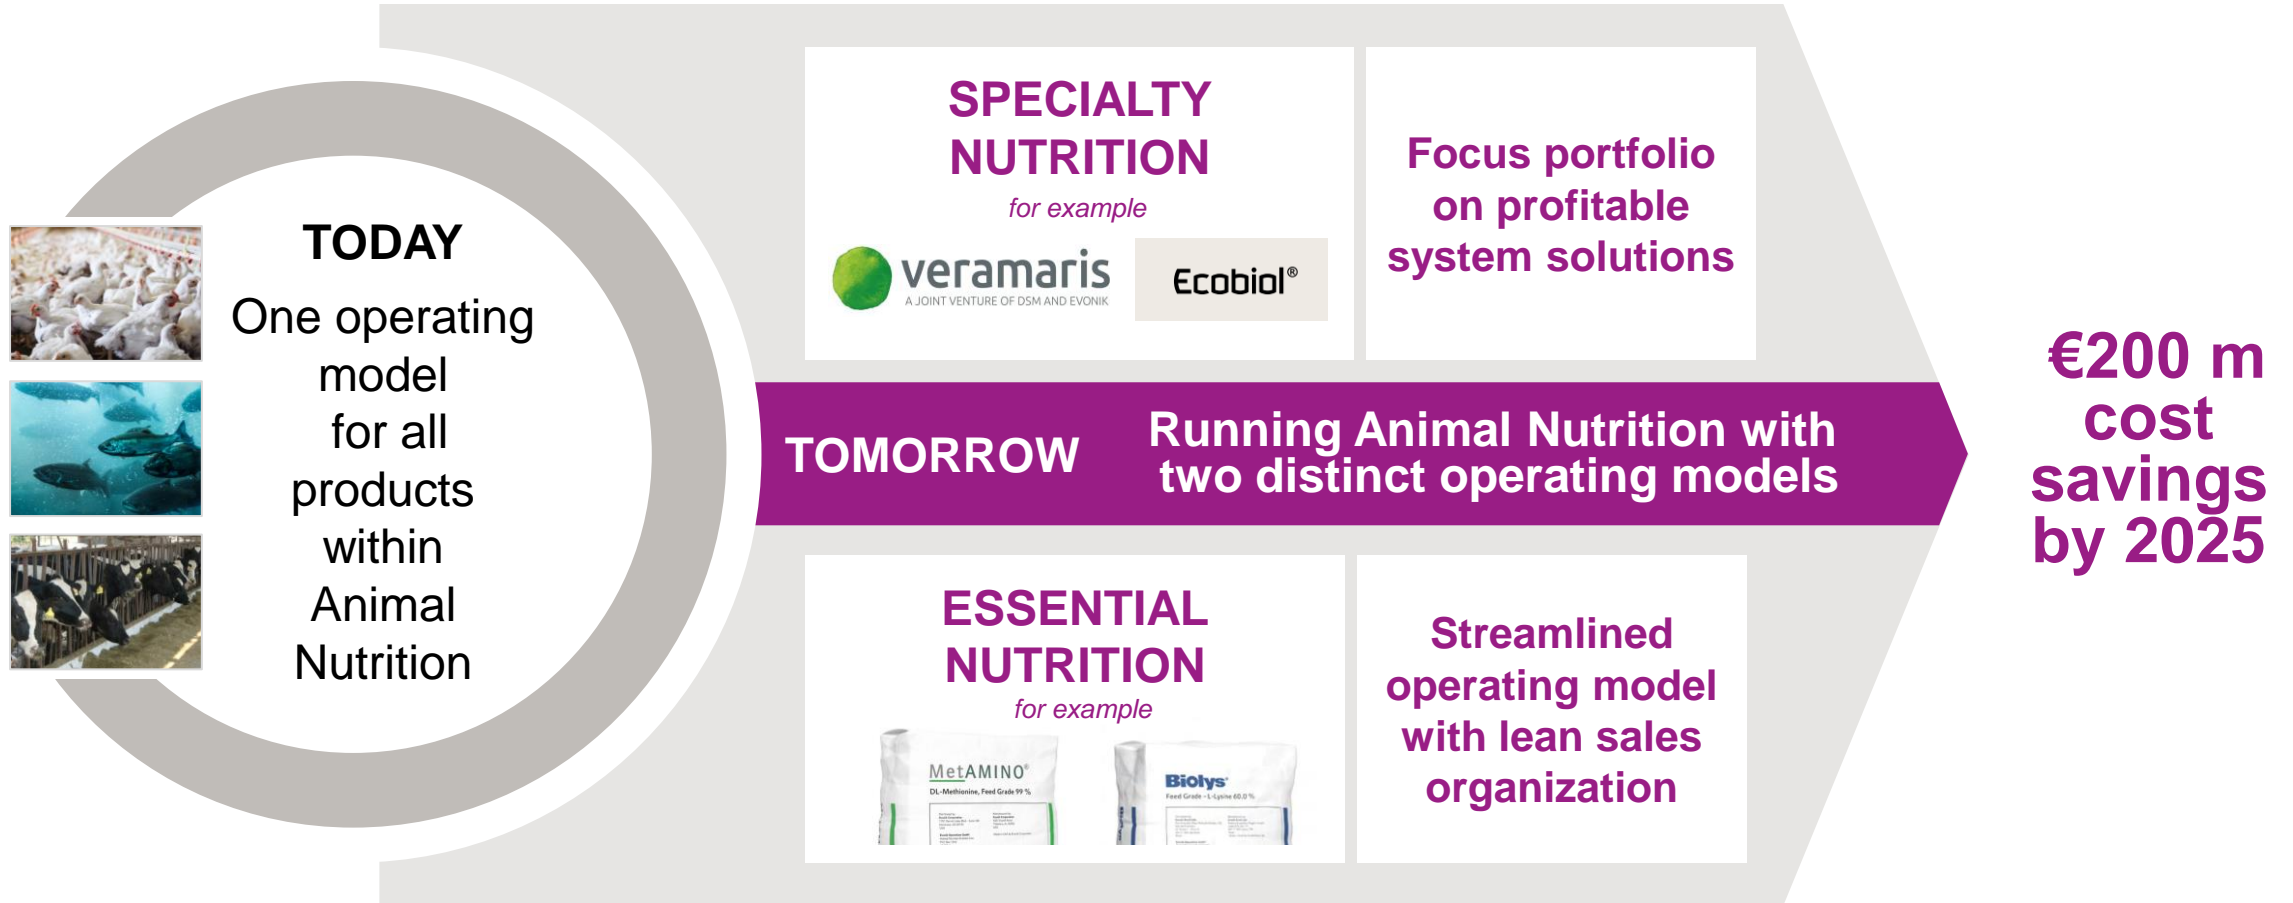 TODAY
One operating
model
for all
products
within
Animal
Nutrition
SPECIALTY
NUTRITION
for example
veramaris
A JOINT VENTURE OF DSM AND EVONIK
Ecobiol®
Focus portfolio
on profitable
system solutions
TOMORROW
Running Animal Nutrition with
two distinct operating models
ESSENTIAL
NUTRITION
for example
MetAMINO®
DL-Methionine, Feed Grade 99 %
Biolys®
Feed Grade - L-Lysine 60.0 %
Streamlined
operating model
with lean sales
organization
€200 m
cost
savings
by 2025